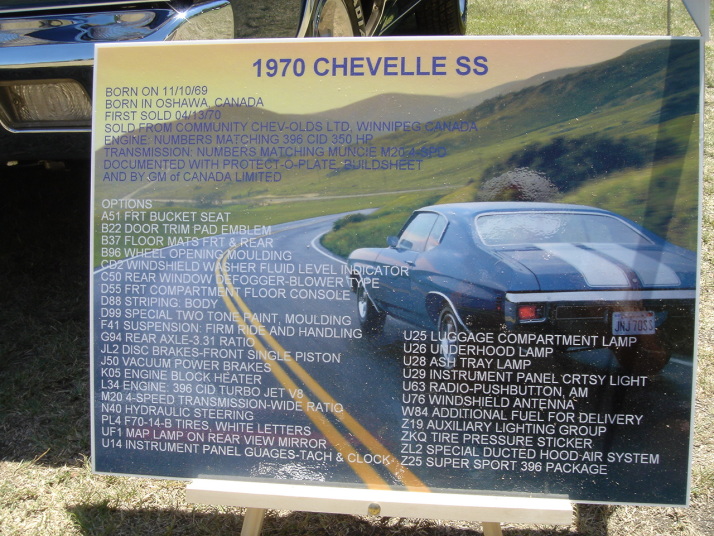 1970 CHEVELLE SS
BORN ON 11/10/69
BORN IN OSHAWA, CANADA
FIRST SOLD 04/13/70
SOLD FROM COMMUNITY CHEV-OLDS LTD, WINNIPEG CANADA
ENGINE: NUMBERS MATCHING 396 CID 350 HP
TRANSMISSION: NUMBERS MATCHING MUNCIE M20 4-SPD
DOCUMENTED WITH PROTECT-O-PLATE, BUILDSHEET
AND BY GM of CANADA LIMITED
OPTIONS
A51 FRT BUCKET SEAT
B22 DOOR TRIM PAD EMBLEM
B37 FLOOR MATS FRT & REAR
B96 WHEEL OPENING MOULDING
CD2 WINDSHIELD WASHER FLUID LEVEL INDICATOR
C50 REAR WINDOW DEFOGGER-BLOWER TYPE
D55 FRT COMPARTMENT FLOOR CONSOLE
D88 STRIPING: BODY
D99 SPECIAL TWO TONE PAINT, MOULDING
F41 SUSPENSION: FIRM RIDE AND HANDLING
G94 REAR AXLE-3.31 RATIO
JL2 DISC BRAKES-FRONT SINGLE PISTON
J50 VACUUM POWER BRAKES
K05 ENGINE BLOCK HEATER
L34 ENGINE: 396 CID TURBO JET V8
M20 4-SPEED TRANSMISSION-WIDE RATIO
N40 HYDRAULIC STEERING
PL4 F70-14-B TIRES, WHITE LETTERS
UF1 MAP LAMP ON REAR VIEW MIRROR
U14 INSTRUMENT PANEL GUAGES-TACH & CLOCK
U25 LUGGAGE COMPARTMENT LAMP
U26 UNDERHOOD LAMP
U28 ASH TRAY LAMP
U29 INSTRUMENT PANEL CRTSY LIGHT
U63 RADIO-PUSHBUTTON, AM
U76 WINDSHIELD ANTENNA
W84 ADDITIONAL FUEL FOR DELIVERY
Z19 AUXILIARY LIGHTING GROUP
ZKQ TIRE PRESSURE STICKER
ZL2 SPECIAL DUCTED HOOD-AIR SYSTEM
Z25 SUPER SPORT 396 PACKAGE